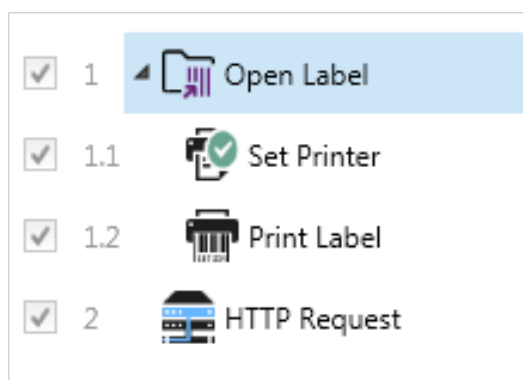 1 Open Label
1.1 Set Printer
1.2 Print Label
2 HTTP Request